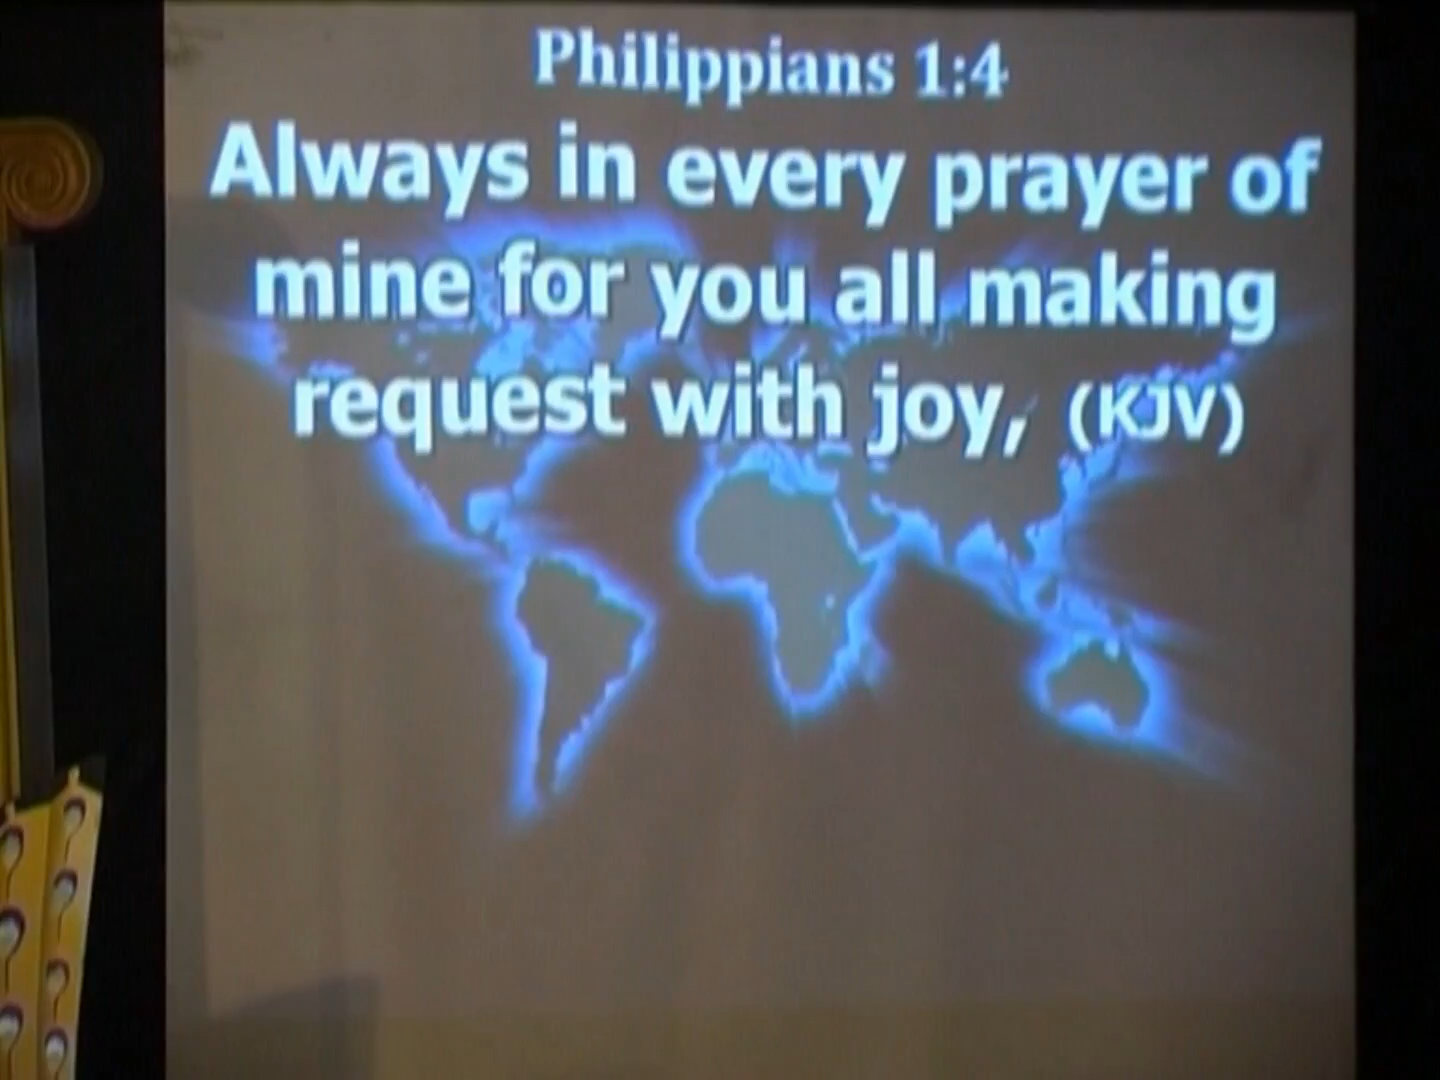 Philippians 1:4
Always in every prayer of
mine for you all making
request with joy, (KJV)